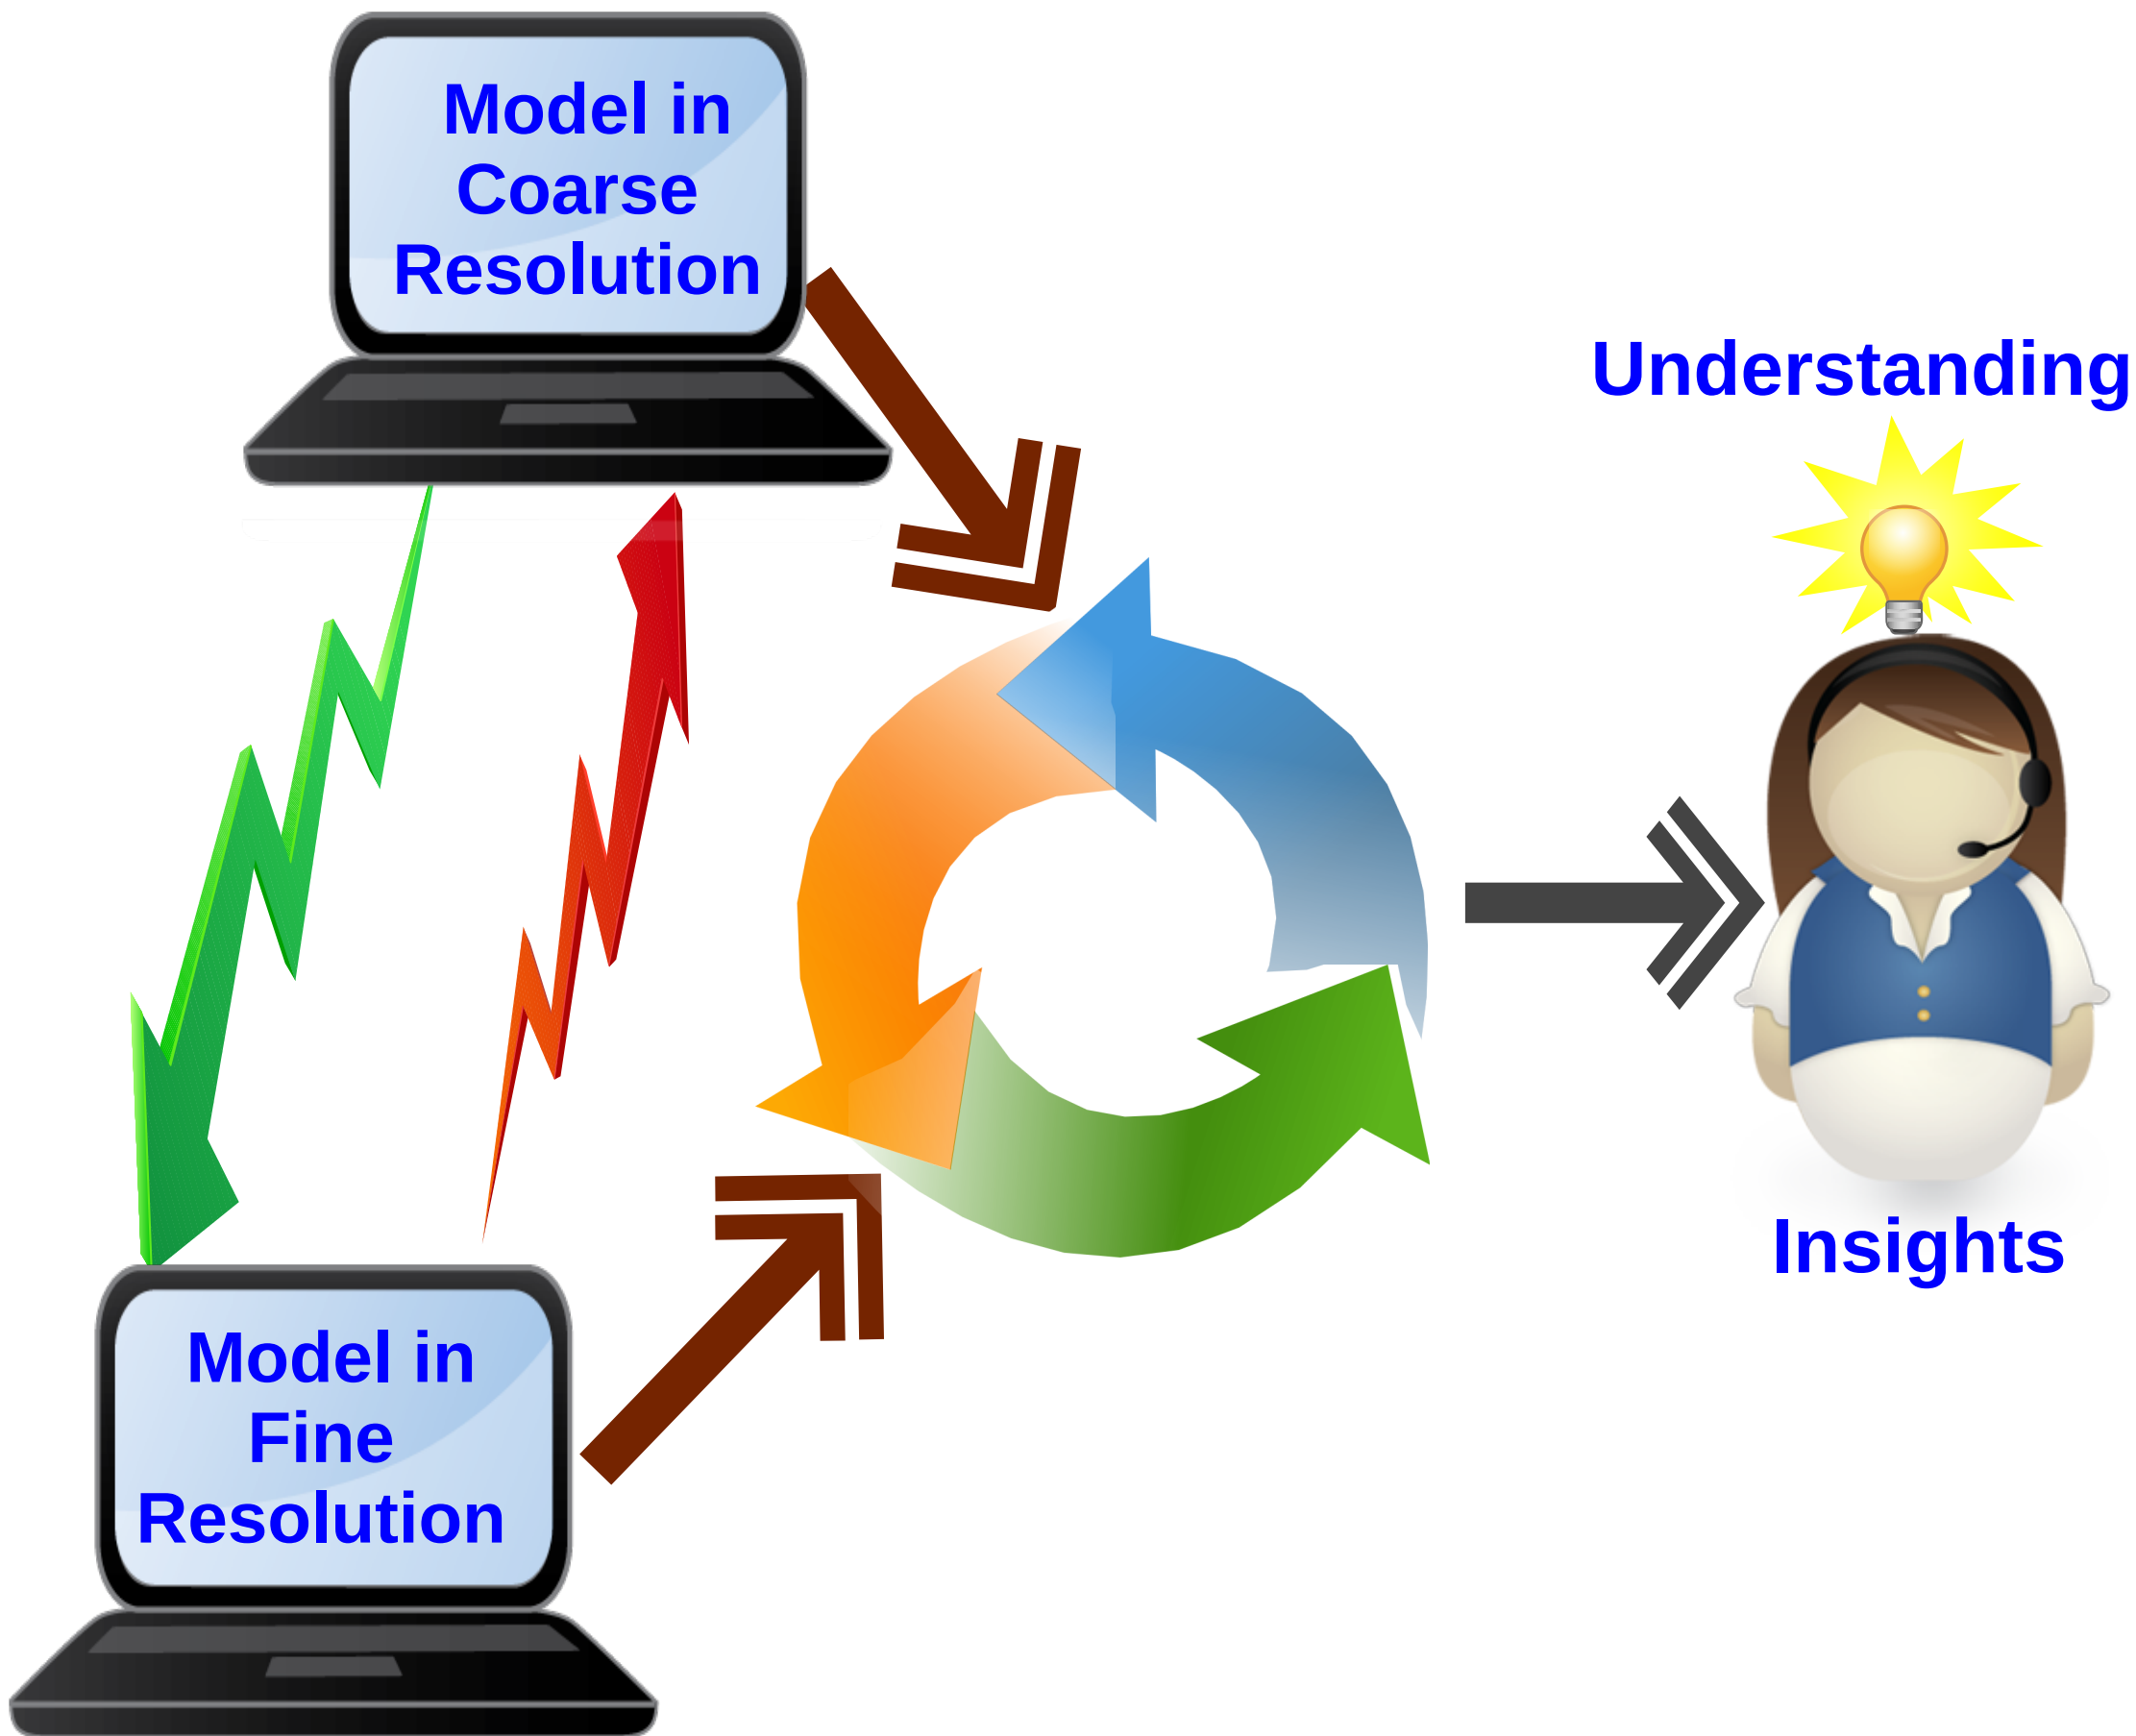 Model in
Coarse
Resolution
Understanding
Insights
Model in
Fine
Resolution